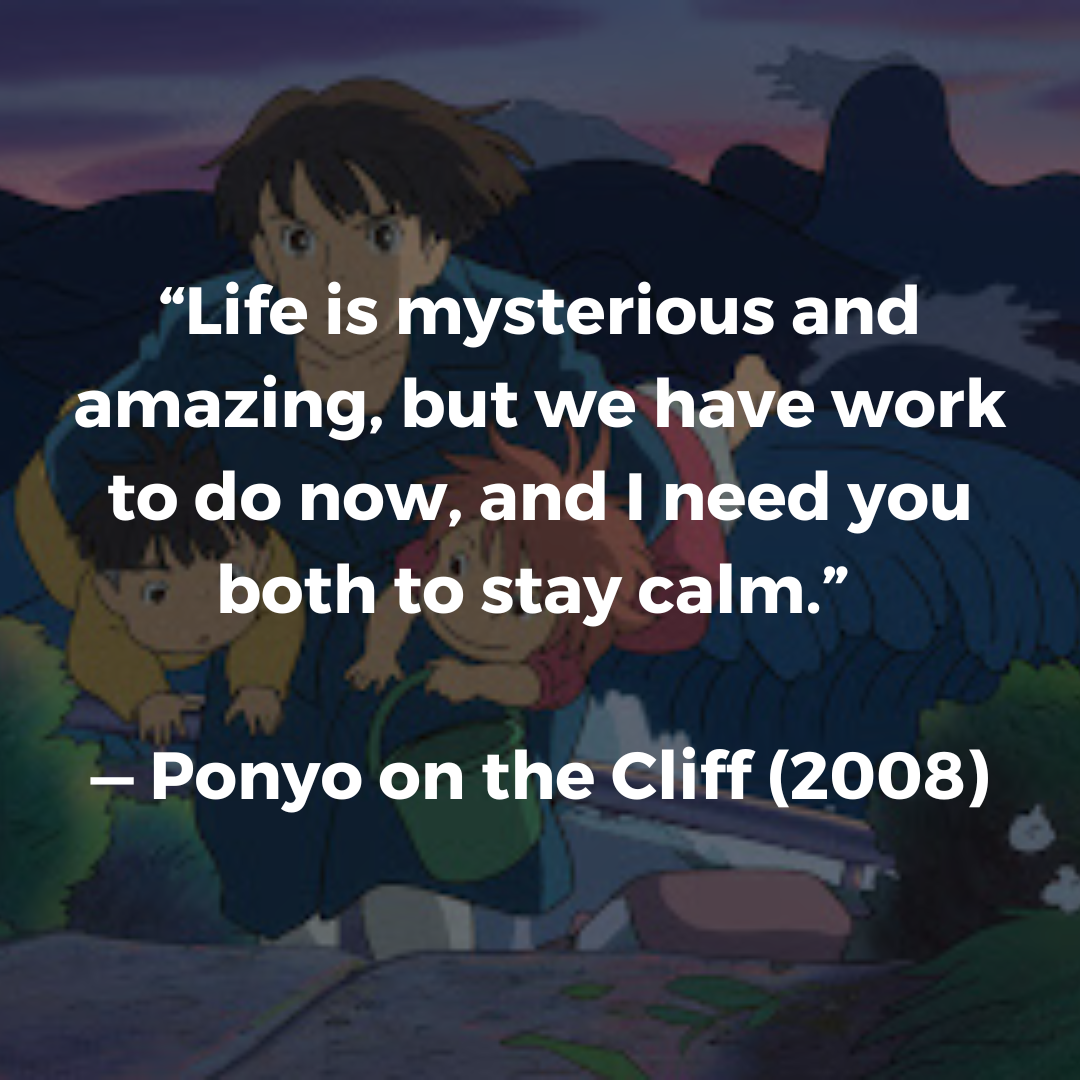 “Life is mysterious and
amazing, but we have work
to do now, and I need you
both to stay calm.”
— Ponyo on the Cliff (2008)